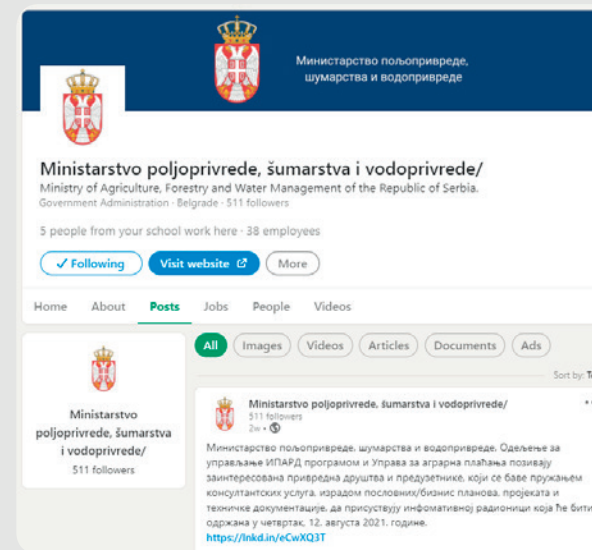 Министарство пољопривреде,
шумарства и водопривреде
Ministarstvo poljoprivrede, šumarstva i vodoprivrede/
Ministry of Agriculture, Forestry and Water Management of the Republic of Serbia.
Government Administration · Belgrade · 511 followers
5 people from your school work here · 38 employees
✓ Following Visit website More
Home About Posts Jobs People Videos
All Images Videos Articles Documents Ads
Sort by:
Ministarstvo
poljoprivrede, šumarstva
i vodoprivrede/
511 followers
Ministarstvo poljoprivrede, šumarstva i vodoprivrede/
511 followers
2w •
Министарство пољопривреде, шумарства и водопривреде, Одељење за
управљање ИПАРД програмом и Управа за аграрна плаћања позивају
заинтересована привредна друштва и предузетнике, који се баве пружањем
консултантских услуга, израдом пословних/бизнис планова, пројеката и
техничке документације, да присуствују инфомативној радионици која ће бити
одржана у четвртак, 12. августа 2021. године.
https://lnkd.in/eCwXQ3T